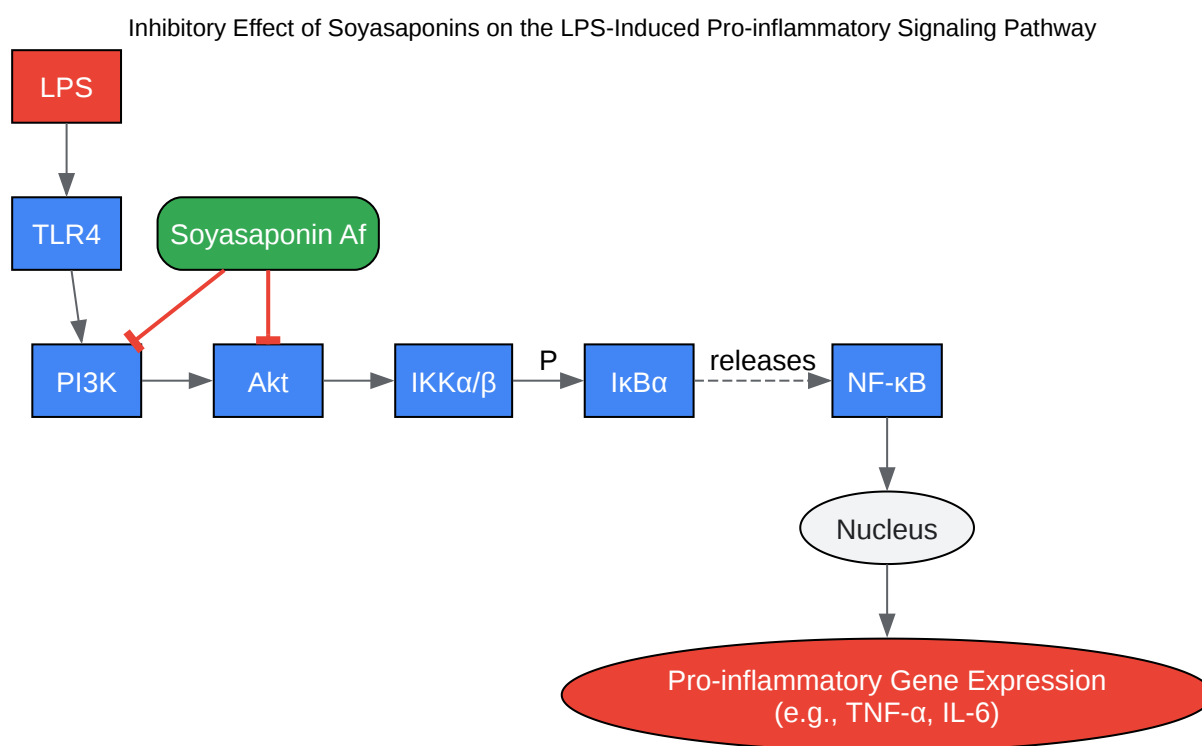 Inhibitory Effect of Soyasaponins on the LPS-Induced Pro-inflammatory Signaling Pathway
LPS
TLR4
Soyasaponin Af
PI3K
Akt
IKKα/β
P
IκBα
releases
NF-κB
Nucleus
Pro-inflammatory Gene Expression
(e.g., TNF-α, IL-6)